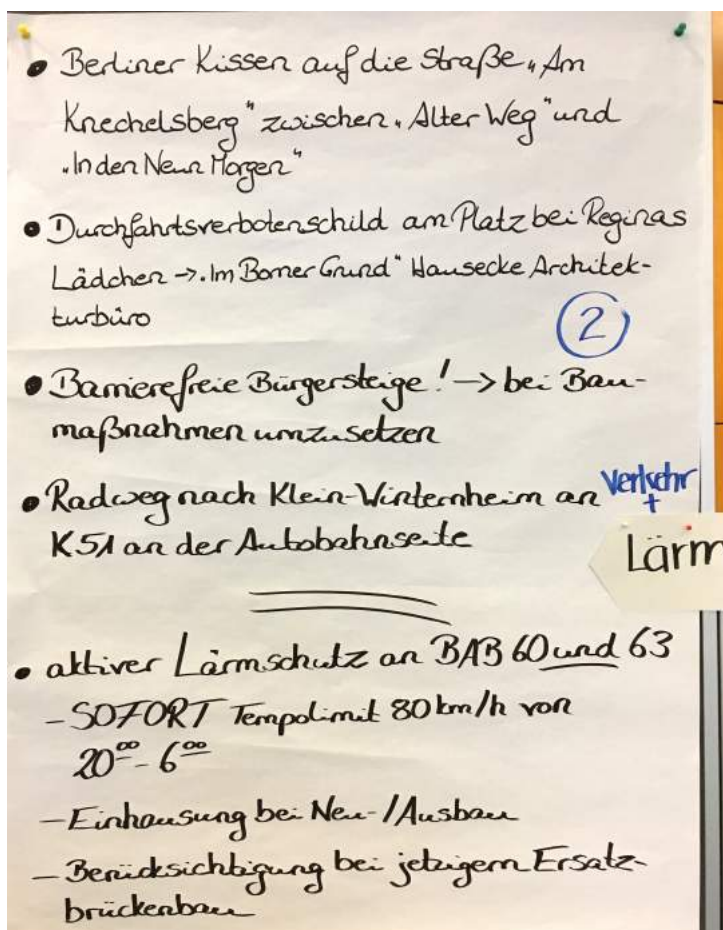 • Berliner Kissen auf die Straße „Am
Knechelsberg" zwischen „Alter Weg" und
„In den Neun Morgen"
• Durchfahrtsverbotenschild am Platz bei Reginas
Lädchen → „Im Borner Grund" Hausecke Architek-
turbüro
2
• Barrierefreie Bürgersteige! → bei Bau-
maßnahmen umzusetzen
• Radweg nach Klein-Winternheim an
K51 an der Autobahnseite
Verkehr
+
Lärm
• aktiver Lärmschutz an BAB 60 und 63
- SOFORT Tempolimit 80 km/h von
20⁰⁰ - 6⁰⁰
- Einhausung bei Neu-/Ausbau
- Berücksichtigung bei jetzigem Ersatz-
brückenbau